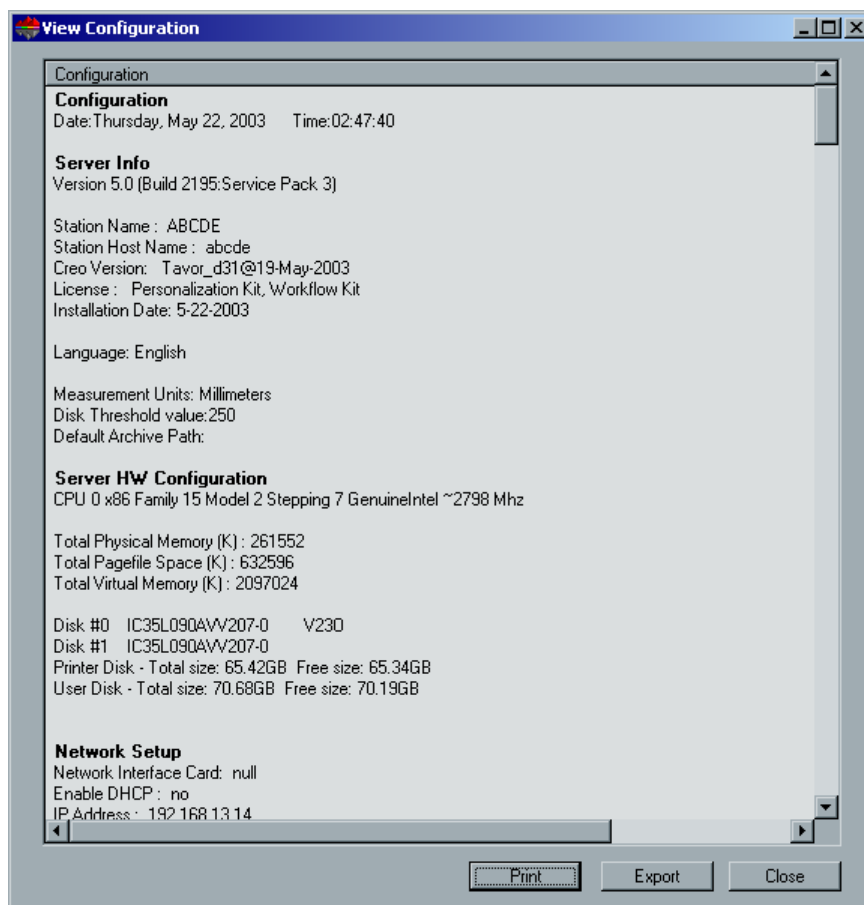 View Configuration
Configuration
Configuration
Date:Thursday, May 22, 2003 Time:02:47:40
Server Info
Version 5.0 (Build 2195:Service Pack 3)
Station Name : ABCDE
Station Host Name : abcde
Creo Version: Tavor_d31@19-May-2003
License : Personalization Kit, Workflow Kit
Installation Date: 5-22-2003
Language: English
Measurement Units: Millimeters
Disk Threshold value:250
Default Archive Path:
Server HW Configuration
CPU 0 x86 Family 15 Model 2 Stepping 7 GenuineIntel ~2798 Mhz
Total Physical Memory (K) : 261552
Total Pagefile Space (K) : 632596
Total Virtual Memory (K) : 2097024
Disk #0 IC35L090AVV207-0 V23O
Disk #1 IC35L090AVV207-0
Printer Disk - Total size: 65.42GB Free size: 65.34GB
User Disk - Total size: 70.68GB Free size: 70.19GB
Network Setup
Network Interface Card: null
Enable DHCP : no
IP Address : 192.168.13.14
Print Export Close